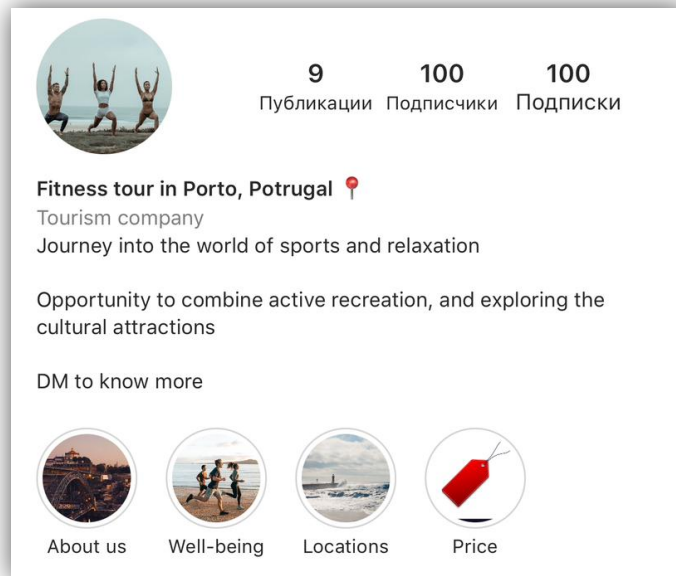 9 100 100
Публикации Подписчики Подписки
Fitness tour in Porto, Potrugal
Tourism company
Journey into the world of sports and relaxation
Opportunity to combine active recreation, and exploring the
cultural attractions
DM to know more
About us Well-being Locations Price